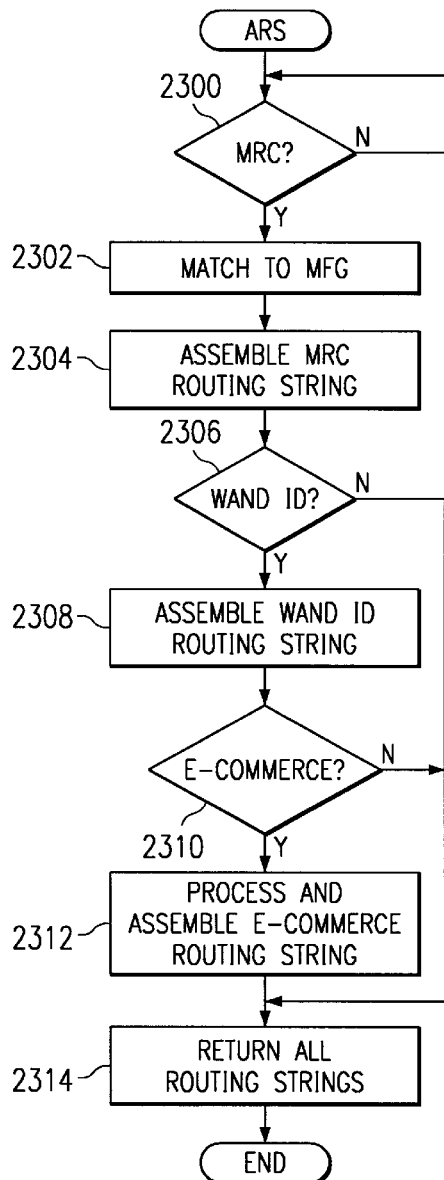 ARS
2300
MRC?
N
Y
2302
MATCH TO MFG
2304
ASSEMBLE MRC
ROUTING STRING
2306
WAND ID?
N
Y
2308
ASSEMBLE WAND ID
ROUTING STRING
E-COMMERCE?
N
2310
Y
2312
PROCESS AND
ASSEMBLE E-COMMERCE
ROUTING STRING
2314
RETURN ALL
ROUTING STRINGS
END